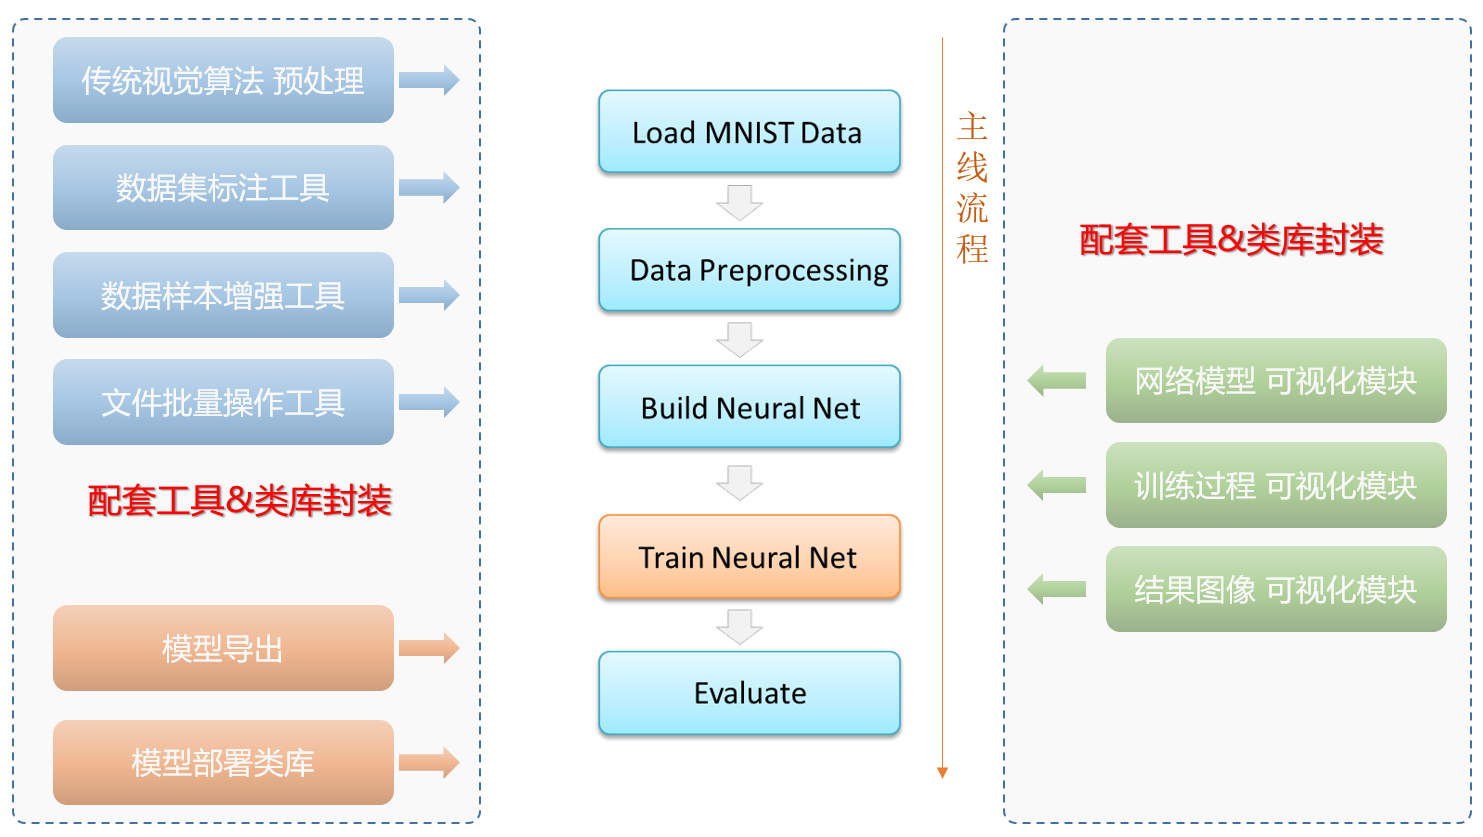 传统视觉算法 预处理
数据集标注工具
数据样本增强工具
文件批量操作工具
配套工具&类库封装
模型导出
模型部署类库
Load MNIST Data
Data Preprocessing
Build Neural Net
Train Neural Net
Evaluate
主线流程
配套工具&类库封装
网络模型 可视化模块
训练过程 可视化模块
结果图像 可视化模块